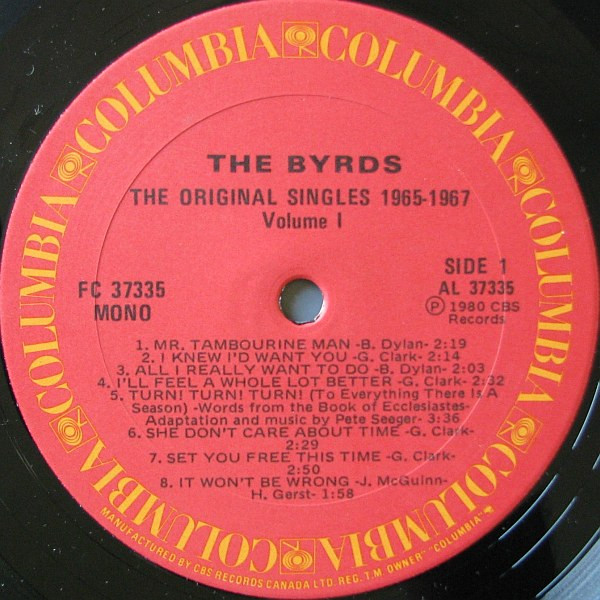 COLUMBIA COLUMBIA COLUMBIA COLUMBIA COLUMBIA COLUMBIA
THE BYRDS
THE ORIGINAL SINGLES 1965-1967
Volume I
FC 37335
MONO
SIDE 1
AL 37335
Ⓟ 1980 CBS
Records
1. MR. TAMBOURINE MAN -B. Dylan- 2:19
2. I KNEW I'D WANT YOU -G. Clark- 2:14
3. ALL I REALLY WANT TO DO -B. Dylan- 2:03
4. I'LL FEEL A WHOLE LOT BETTER -G. Clark- 2:32
5. TURN! TURN! TURN! (To Everything There Is A
Season) -Words from the Book of Ecclesiastes-
Adaptation and music by Pete Seeger- 3:36
6. SHE DON'T CARE ABOUT TIME -G. Clark-
2:29
7. SET YOU FREE THIS TIME -G. Clark-
2:50
8. IT WON'T BE WRONG -J. McGuinn-
H. Gerst- 1:58
MANUFACTURED BY CBS RECORDS CANADA LTD. REG. T.M. OWNER "COLUMBIA"